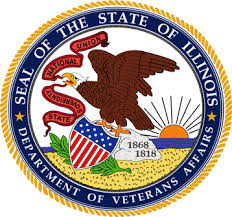 SEAL OF THE STATE OF ILLINOIS
DEPARTMENT OF VETERANS AFFAIRS
STATE
SOVEREIGNTY
NATIONAL
UNION
1868
1818